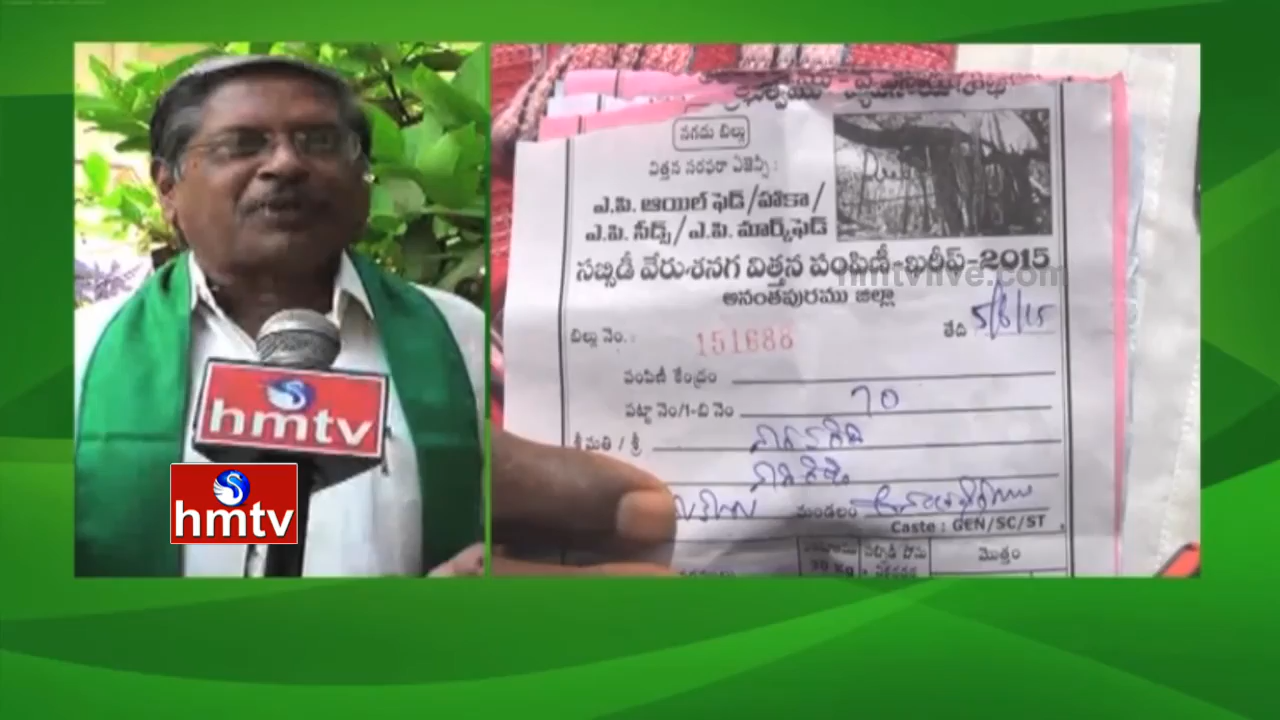 నగదు బిల్లు
విత్తన సరఫరా ఏజెన్సీ :
ఎ.పి. ఆయిల్ ఫెడ్/హాకా/
ఎ.పి. సీడ్స్/ఎ.పి. మార్క్‌ఫెడ్
సబ్సిడీ వేరుశనగ విత్తన పంపిణీ-ఖరీఫ్-2015
hmtvlive.com
అనంతపురము జిల్లా
బిల్లు నెం. : 151688 తేది 5/6/15
పంపిణీ కేంద్రం
పట్టా నెం/1-బి నెం 70
శ్రీమతి / శ్రీ
మండలం
Caste : GEN/SC/ST
30 Kg మొత్తం
hmtv
hmtv